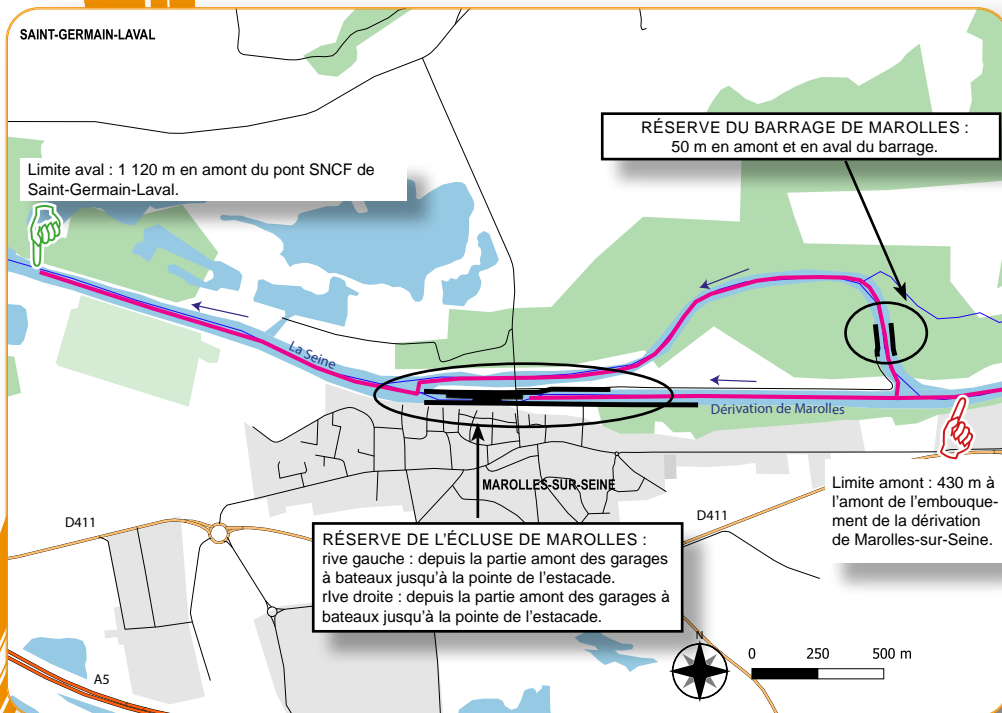 SAINT-GERMAIN-LAVAL
RÉSERVE DU BARRAGE DE MAROLLES :
50 m en amont et en aval du barrage.
Limite aval : 1 120 m en amont du pont SNCF de
Saint-Germain-Laval.
La Seine
Dérivation de Marolles
MAROLLES-SUR-SEINE
Limite amont : 430 m à
l'amont de l'embouque-
ment de la dérivation
de Marolles-sur-Seine.
D411
D411
RÉSERVE DE L'ÉCLUSE DE MAROLLES :
rive gauche : depuis la partie amont des garages
à bateaux jusqu'à la pointe de l'estacade.
rIve droite : depuis la partie amont des garages à
bateaux jusqu'à la pointe de l'estacade.
N
0 250 500 m
A5